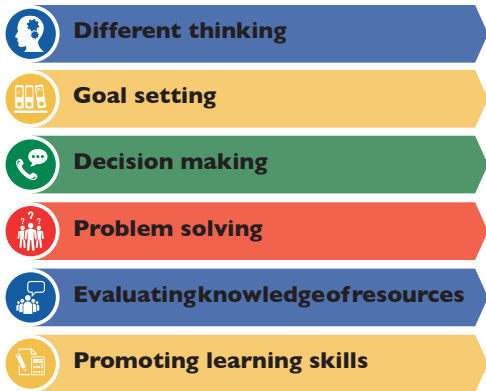 Different thinking
Goal setting
Decision making
Problem solving
Evaluatingknowledgeofresources
Promoting learning skills